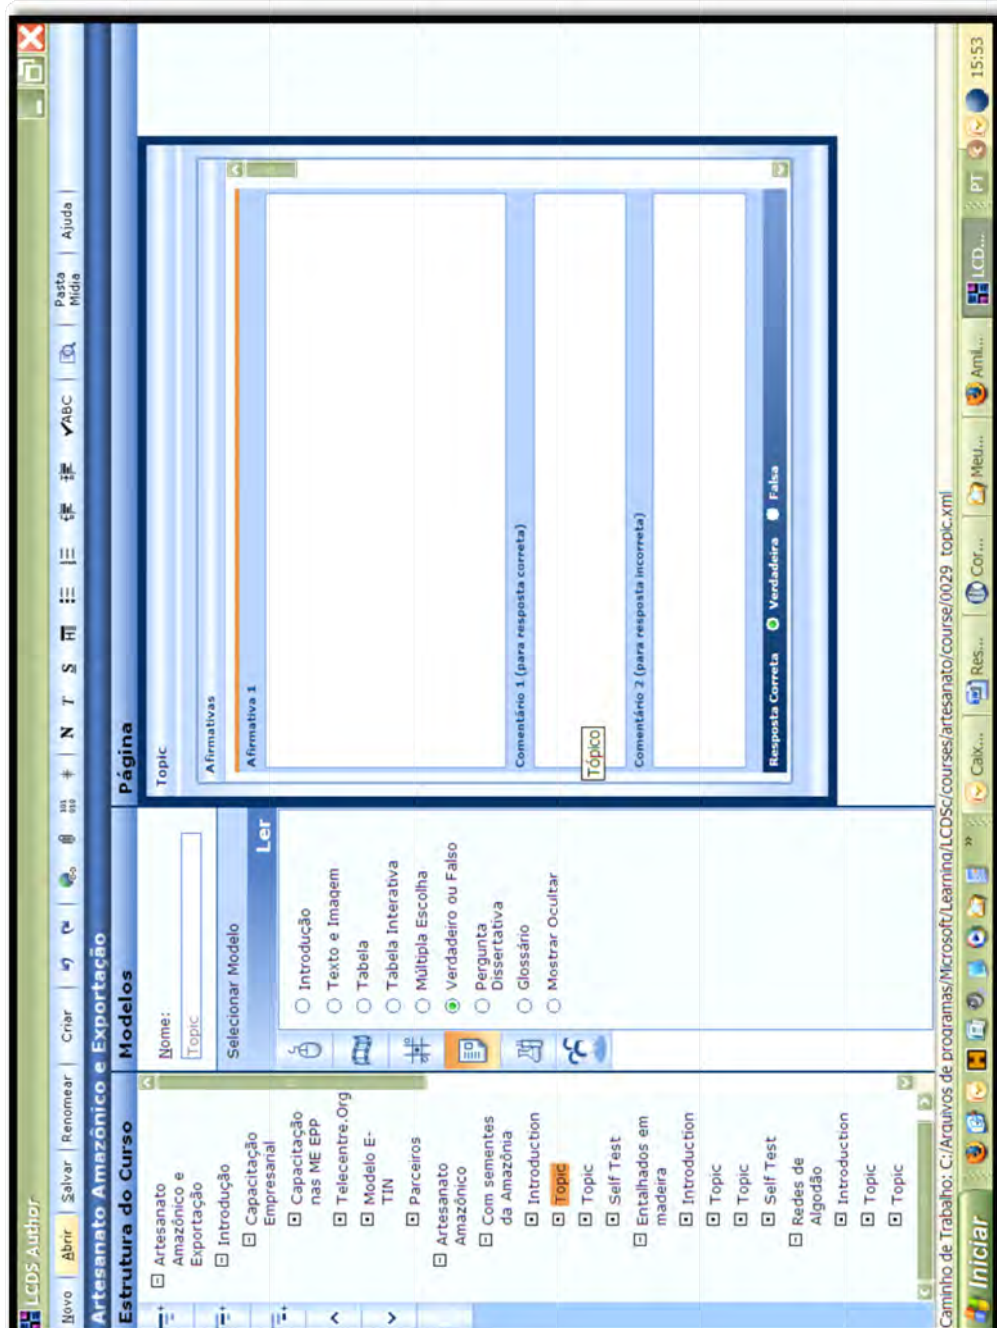 LCDS Author
Novo Abrir Salvar Renomear Criar N T S ABC Pasta Mídia Ajuda
Artesanato Amazônico e Exportação
Estrutura do Curso
Artesanato
Amazônico e
Exportação
Introdução
Capacitação
Empresarial
Capacitação
nas ME EPP
Telecentre.Org
Modelo E-
TIN
Parceiros
Artesanato
Amazônico
Com sementes
da Amazônia
Introduction
Topic
Topic
Self Test
Entalhados em
madeira
Introduction
Topic
Topic
Self Test
Redes de
Algodão
Introduction
Topic
Topic
Modelos
Nome:
Topic
Selecionar Modelo
Ler
Introdução
Texto e Imagem
Tabela
Tabela Interativa
Múltipla Escolha
Verdadeiro ou Falso
Pergunta
Dissertativa
Glossário
Mostrar Ocultar
Página
Topic
Afirmativas
Afirmativa 1
Comentário 1 (para resposta correta)
Tópico
Comentário 2 (para resposta incorreta)
Resposta Correta Verdadeira Falsa
Caminho de Trabalho: C:/Arquivos de programas/Microsoft/Learning/LCDSc/courses/artesanato/course/0029_topic.xml
Iniciar » Caix... Res... Cor... Meu... Amil... LCD... PT 15:53